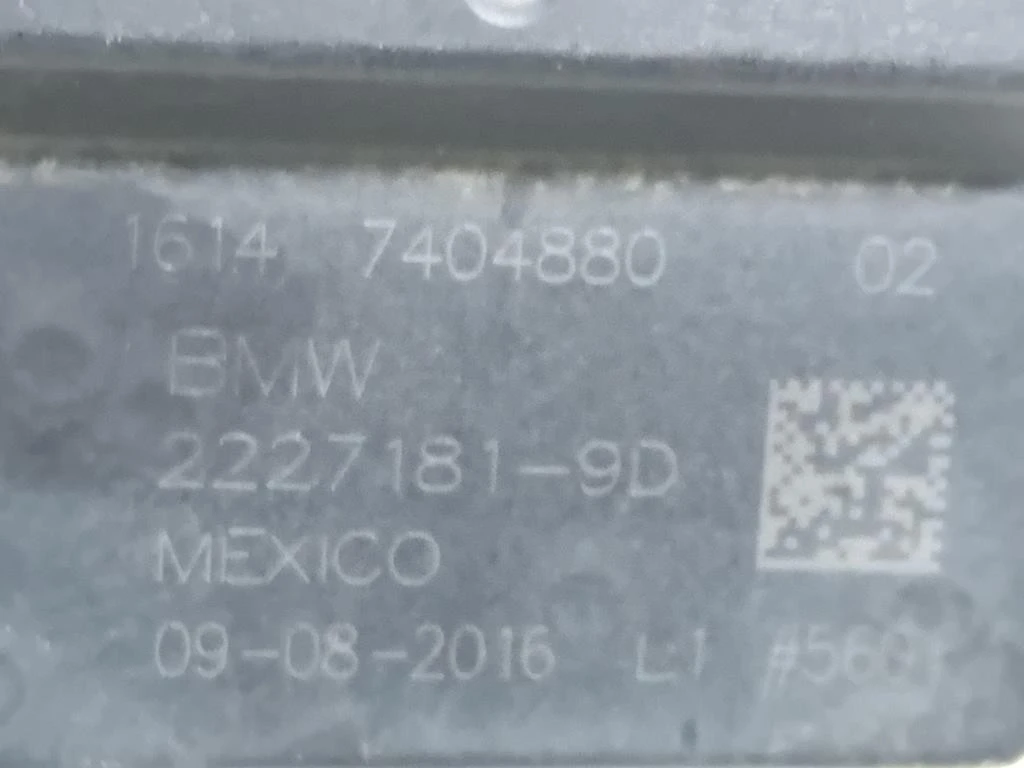 1614 7404880 02
BMW
2227181-9D
MEXICO
09-08-2016 L1